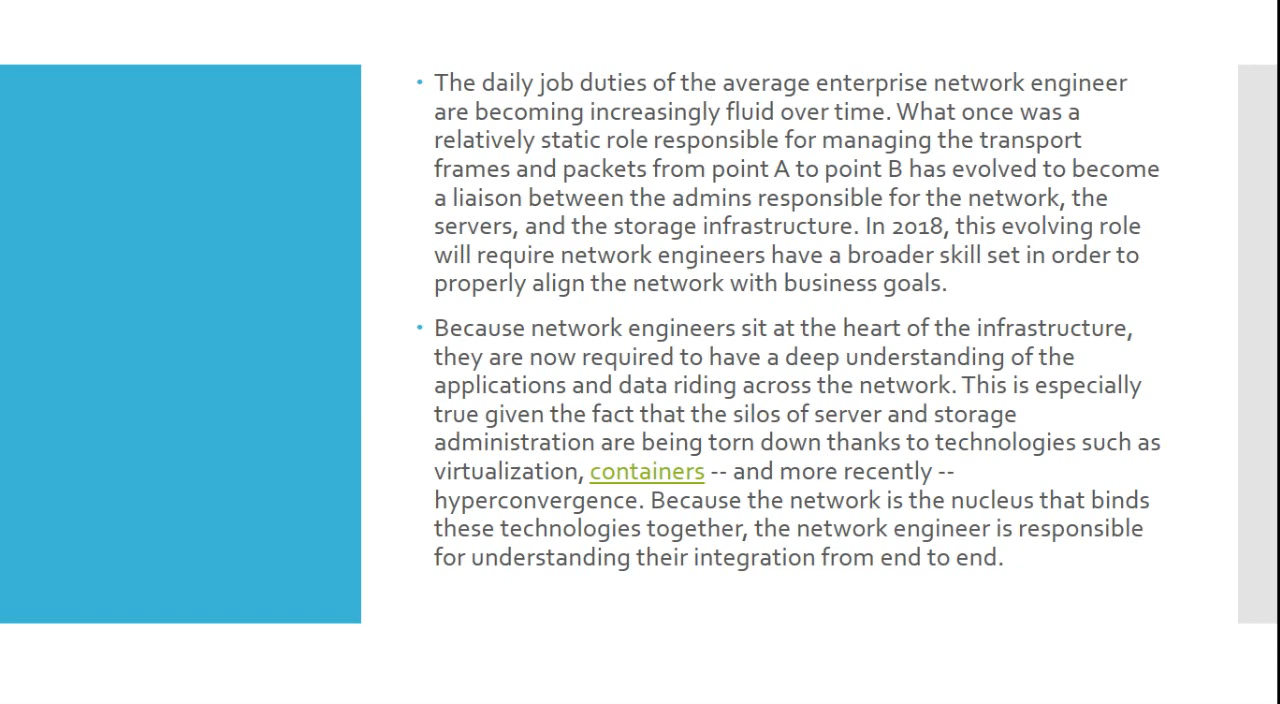 • The daily job duties of the average enterprise network engineer
are becoming increasingly fluid over time. What once was a
relatively static role responsible for managing the transport
frames and packets from point A to point B has evolved to become
a liaison between the admins responsible for the network, the
servers, and the storage infrastructure. In 2018, this evolving role
will require network engineers have a broader skill set in order to
properly align the network with business goals.
• Because network engineers sit at the heart of the infrastructure,
they are now required to have a deep understanding of the
applications and data riding across the network. This is especially
true given the fact that the silos of server and storage
administration are being torn down thanks to technologies such as
virtualization, containers -- and more recently --
hyperconvergence. Because the network is the nucleus that binds
these technologies together, the network engineer is responsible
for understanding their integration from end to end.